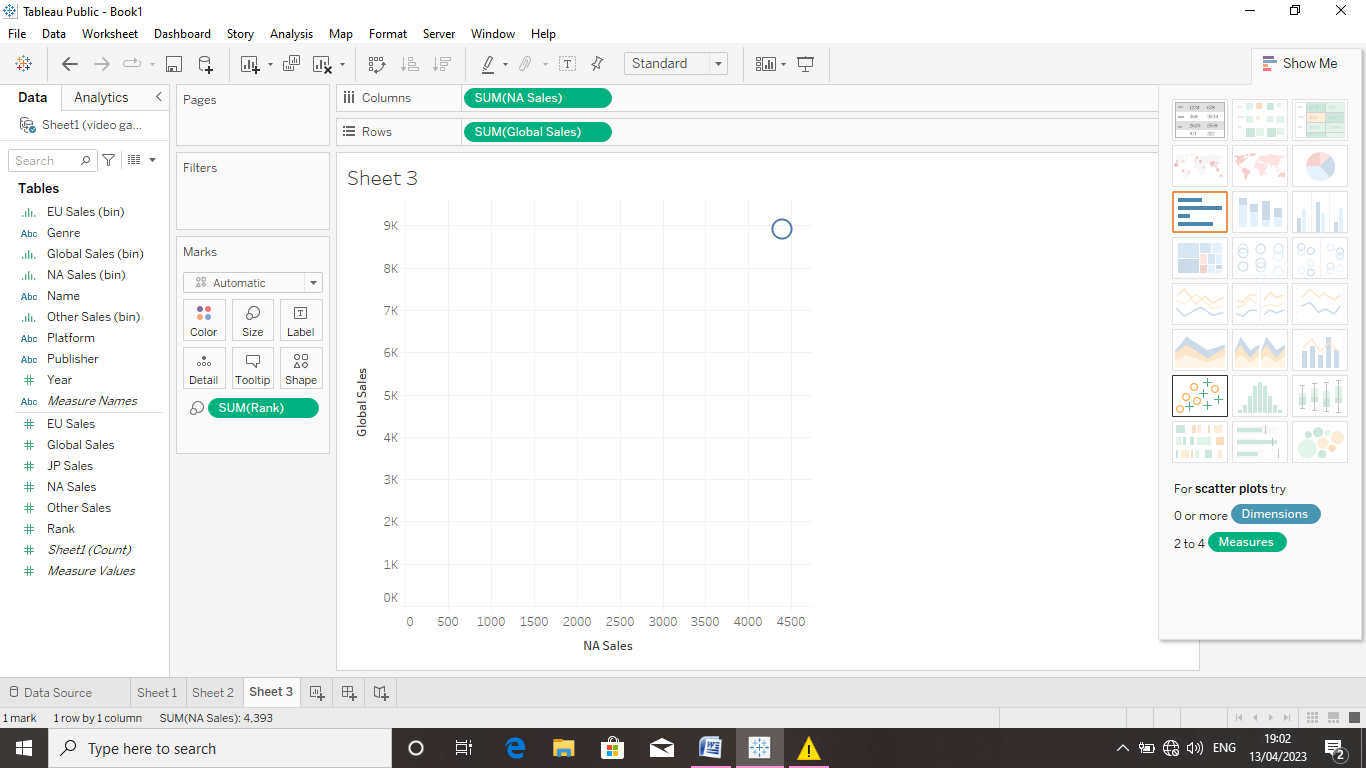 Tableau Public - Book1
File Data Worksheet Dashboard Story Analysis Map Format Server Window Help
Standard
Show Me
Data Analytics
Sheet1 (video ga...
Search
Tables
EU Sales (bin)
Abc Genre
Global Sales (bin)
NA Sales (bin)
Abc Name
Other Sales (bin)
Abc Platform
Abc Publisher
Year
Abc Measure Names
EU Sales
Global Sales
JP Sales
NA Sales
Other Sales
Rank
Sheet1 (Count)
Measure Values
Pages
Filters
Marks
Automatic
Color Size Label
Detail Tooltip Shape
SUM(Rank)
Columns SUM(NA Sales)
Rows SUM(Global Sales)
Sheet 3
9K
8K
7K
6K
5K
4K
3K
2K
1K
0K
Global Sales
0 500 1000 1500 2000 2500 3000 3500 4000 4500
NA Sales
For scatter plots try
0 or more Dimensions
2 to 4 Measures
Data Source Sheet 1 Sheet 2 Sheet 3
1 mark 1 row by 1 column SUM(NA Sales): 4,393
Type here to search
ENG
19:02
13/04/2023
2